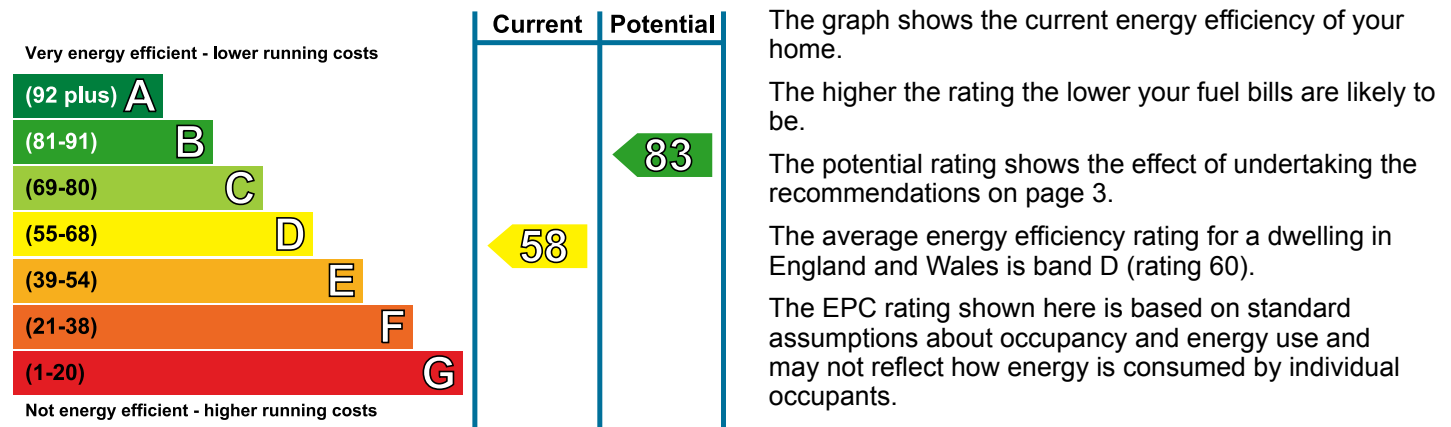 Current Potential
Very energy efficient - lower running costs
(92 plus) A
(81-91) B
83
(69-80) C
(55-68) D
58
(39-54) E
(21-38) F
(1-20) G
Not energy efficient - higher running costs
The graph shows the current energy efficiency of your
home.
The higher the rating the lower your fuel bills are likely to
be.
The potential rating shows the effect of undertaking the
recommendations on page 3.
The average energy efficiency rating for a dwelling in
England and Wales is band D (rating 60).
The EPC rating shown here is based on standard
assumptions about occupancy and energy use and
may not reflect how energy is consumed by individual
occupants.